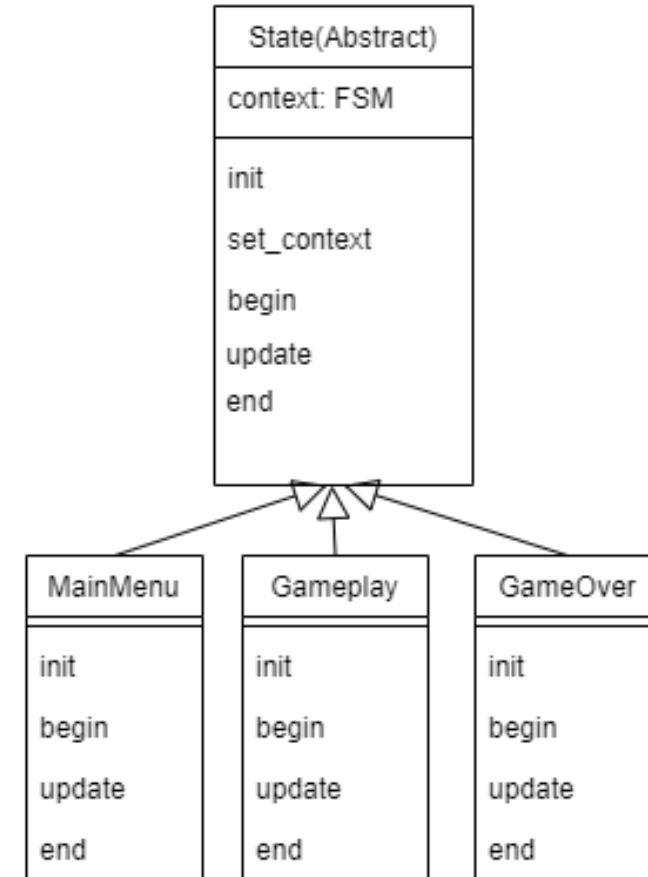 State(Abstract)
context: FSM
init
set_context
begin
update
end
MainMenu
init
begin
update
end
Gameplay
init
begin
update
end
GameOver
init
begin
update
end